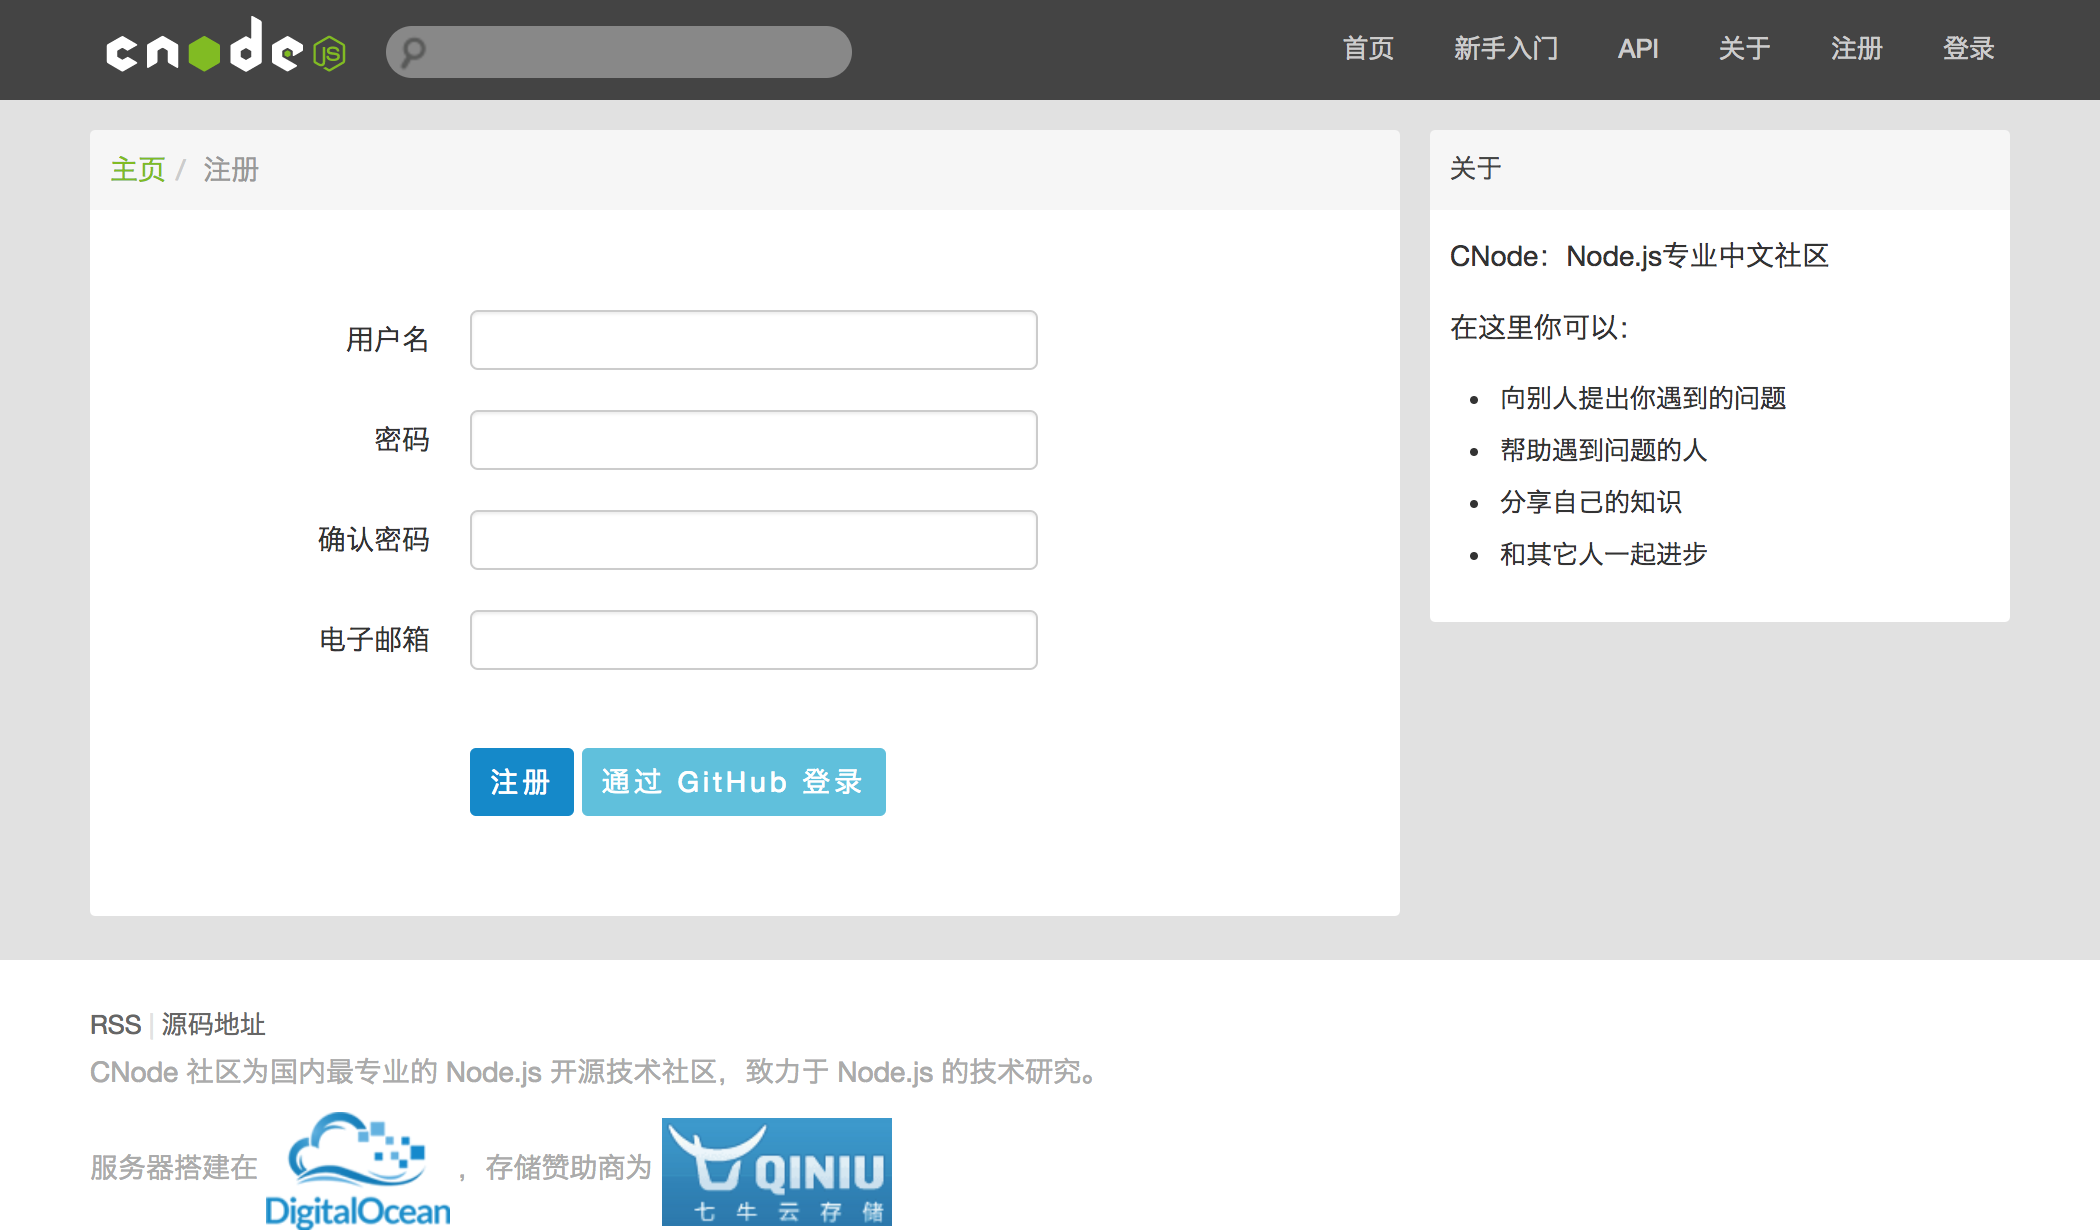 cnodejs
首页 新手入门 API 关于 注册 登录
主页 / 注册
用户名
密码
确认密码
电子邮箱
注册 通过 GitHub 登录
关于
CNode：Node.js专业中文社区
在这里你可以：
向别人提出你遇到的问题
帮助遇到问题的人
分享自己的知识
和其它人一起进步
RSS | 源码地址
CNode 社区为国内最专业的 Node.js 开源技术社区，致力于 Node.js 的技术研究。
服务器搭建在 DigitalOcean ，存储赞助商为 QINIU
七牛云存储